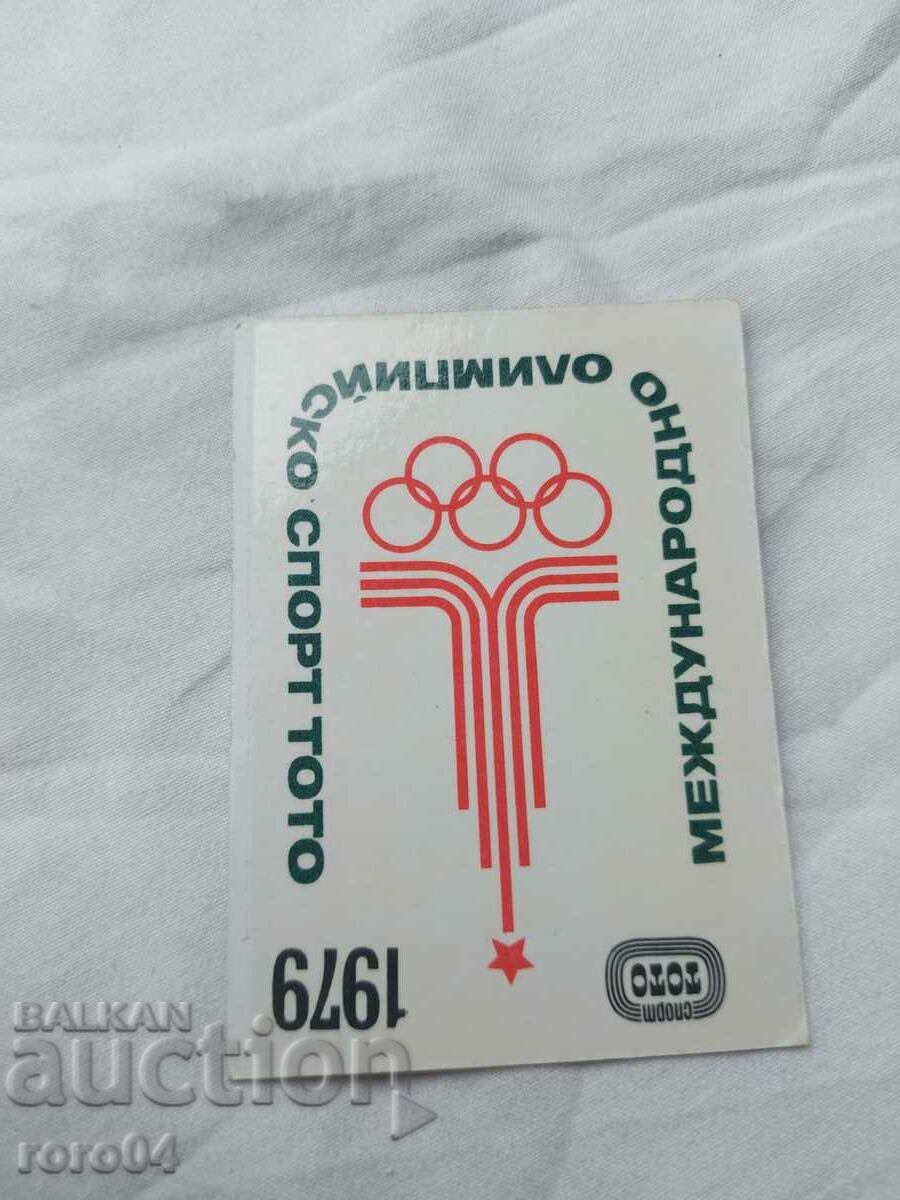 МЕЖДУНАРОДНО ОЛИМПИЙСКО СПОРТ ТОТО
спорт
ТОТО
1979
BALKAN
auction
roro04